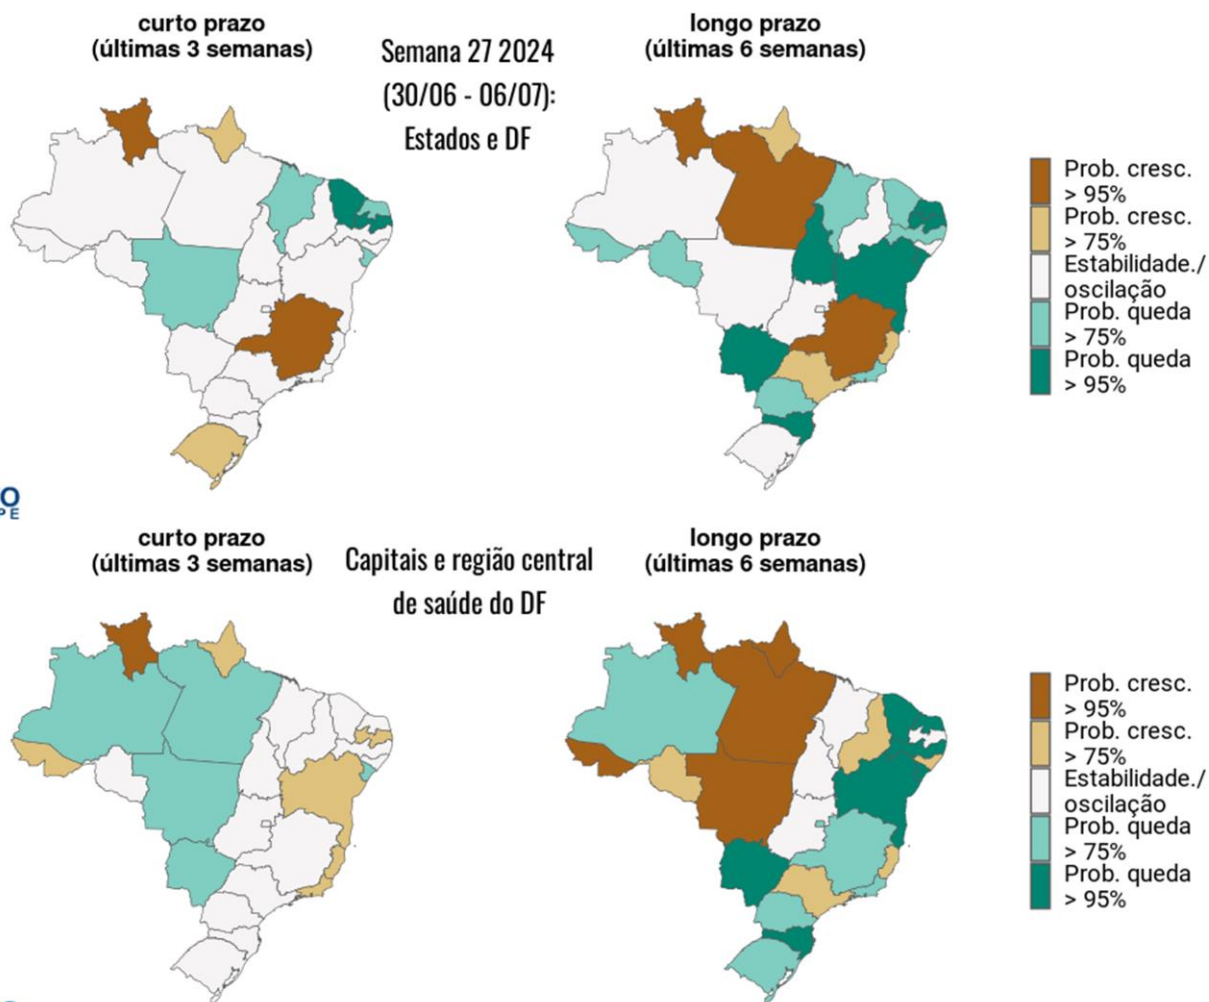 curto prazo
(últimas 3 semanas)
Semana 27 2024
(30/06 - 06/07):
Estados e DF
longo prazo
(últimas 6 semanas)
Prob. cresc.
> 95%
Prob. cresc.
> 75%
Estabilidade./
oscilação
Prob. queda
> 75%
Prob. queda
> 95%
O
PE
curto prazo
(últimas 3 semanas)
Capitais e região central
de saúde do DF
longo prazo
(últimas 6 semanas)
Prob. cresc.
> 95%
Prob. cresc.
> 75%
Estabilidade./
oscilação
Prob. queda
> 75%
Prob. queda
> 95%